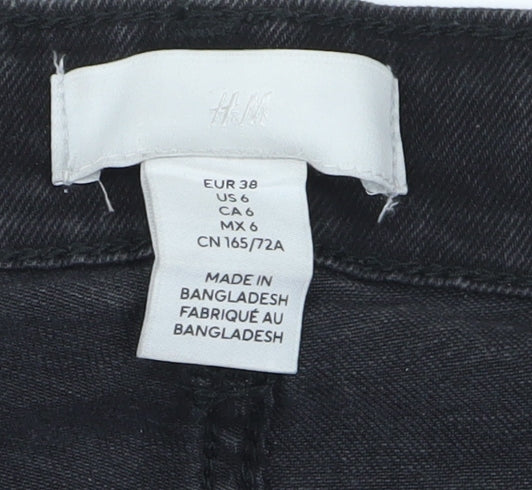 H&M
EUR 38
US 6
CA 6
MX 6
CN 165/72A
MADE IN
BANGLADESH
FABRIQUÉ AU
BANGLADESH